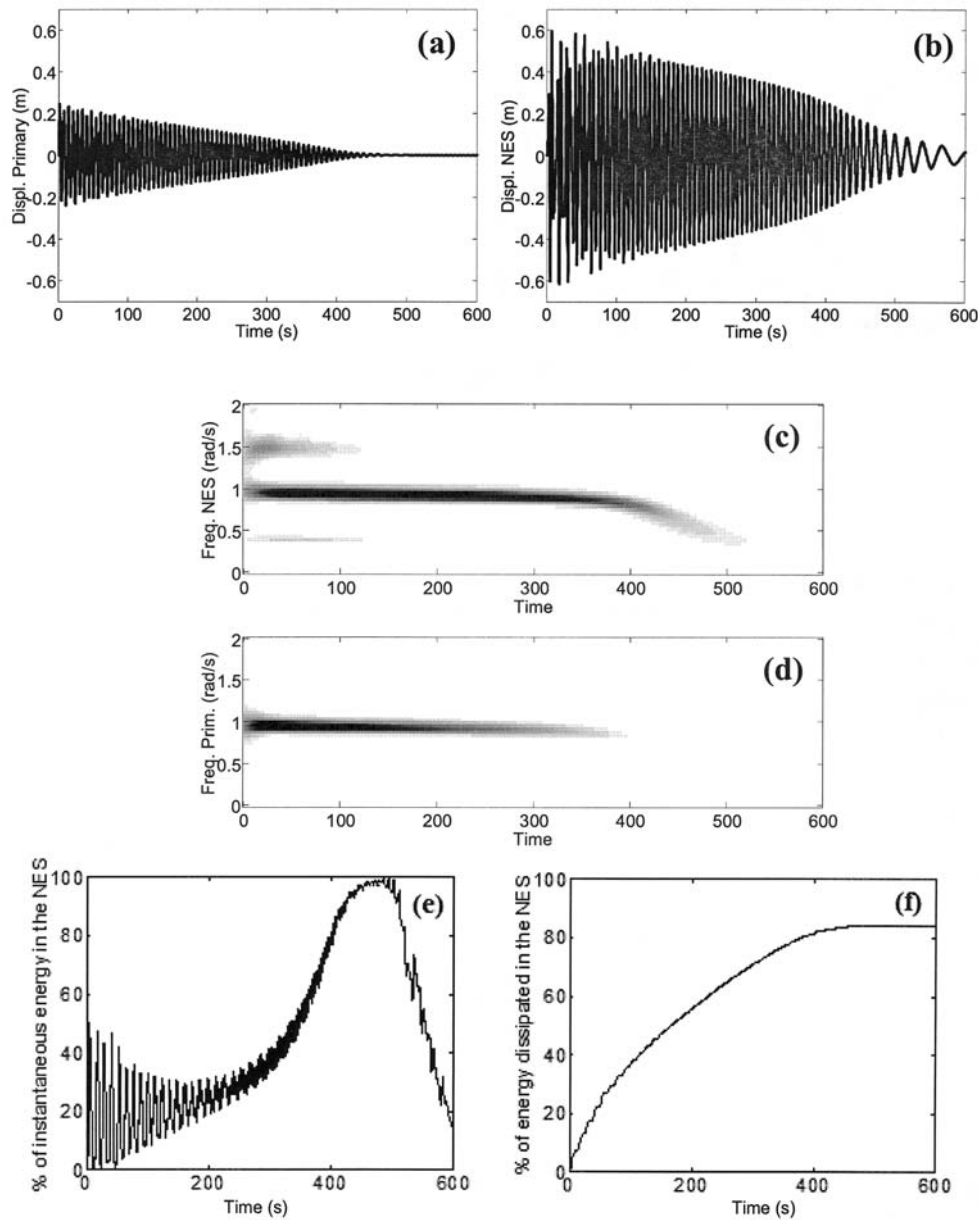 (a)
Displ. Primary (m)
0.6
0.4
0.2
0
-0.2
-0.4
-0.6
0 100 200 300 400 500 600
Time (s)
(b)
Displ. NES (m)
0.6
0.4
0.2
0
-0.2
-0.4
-0.6
0 100 200 300 400 500 600
Time (s)
(c)
Freq. NES (rad/s)
2
1.5
1
0.5
0
0 100 200 300 400 500 600
Time
(d)
Freq. Prim. (rad/s)
2
1.5
1
0.5
0
0 100 200 300 400 500 600
Time
(e)
% of instantaneous energy in the NES
100
80
60
40
20
0
0 200 400 600
Time (s)
(f)
% of energy dissipated in the NES
100
80
60
40
20
0
0 200 400 600
Time (s)